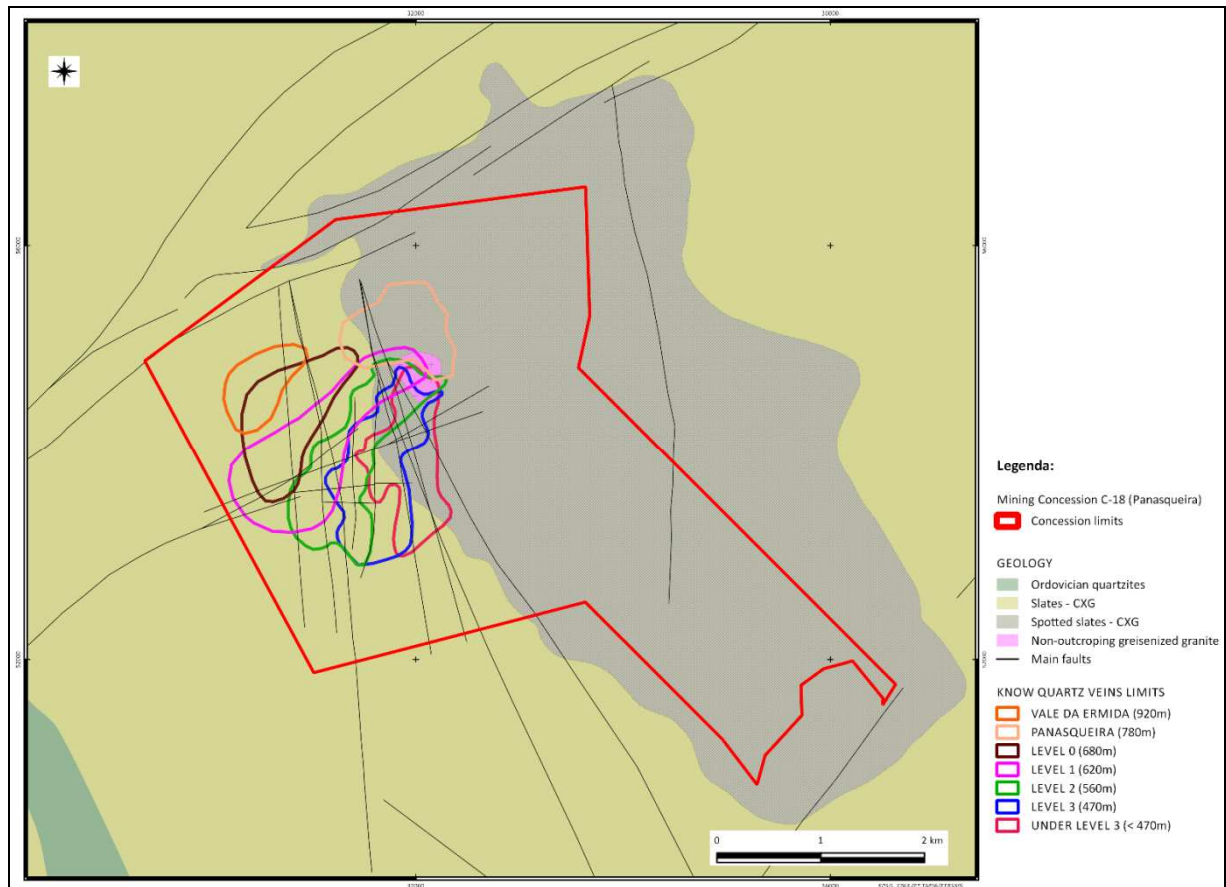 32000
Legenda:
Mining Concession C-18 (Panasqueira)
Concession limits
GEOLOGY
Ordovician quartzites
Slates - CXG
Spotted slates - CXG
Non-outcroping greisenized granite
Main faults
KNOW QUARTZ VEINS LIMITS
VALE DA ERMIDA (920m)
PANASQUEIRA (780m)
LEVEL 0 (680m)
LEVEL 1 (620m)
LEVEL 2 (560m)
LEVEL 3 (470m)
UNDER LEVEL 3 (< 470m)
0
1
2 km